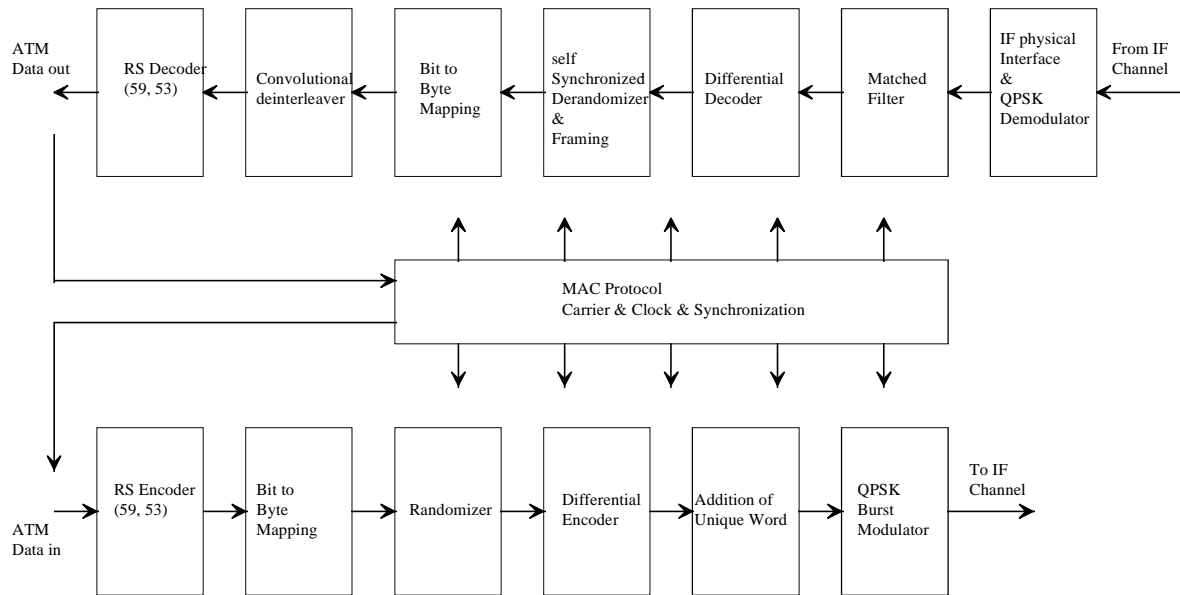 ATM
Data out
RS Decoder
(59, 53)
Convolutional
deinterleaver
Bit to
Byte
Mapping
self
Synchronized
Derandomizer
&
Framing
Differential
Decoder
Matched
Filter
IF physical
Interface
&
QPSK
Demodulator
From IF
Channel
MAC Protocol
Carrier & Clock & Synchronization
ATM
Data in
RS Encoder
(59, 53)
Bit to
Byte
Mapping
Randomizer
Differential
Encoder
Addition of
Unique Word
QPSK
Burst
Modulator
To IF
Channel